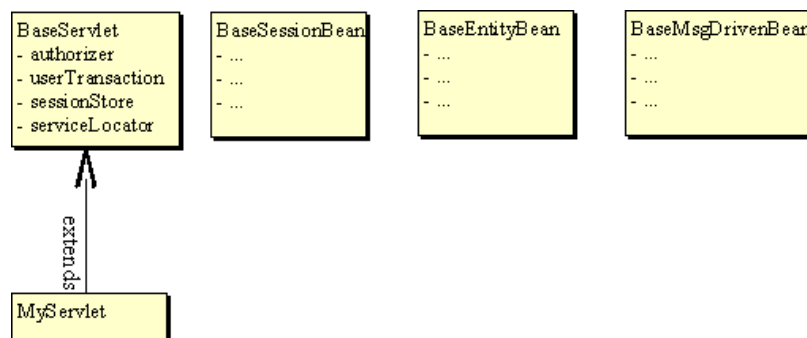 BaseServlet
- authorizer
- userTransaction
- sessionStore
- serviceLocator
BaseSessionBean
- ...
- ...
- ...
BaseEntityBean
- ...
- ...
- ...
BaseMsgDrivenBean
- ...
- ...
- ...
extends
MyServlet